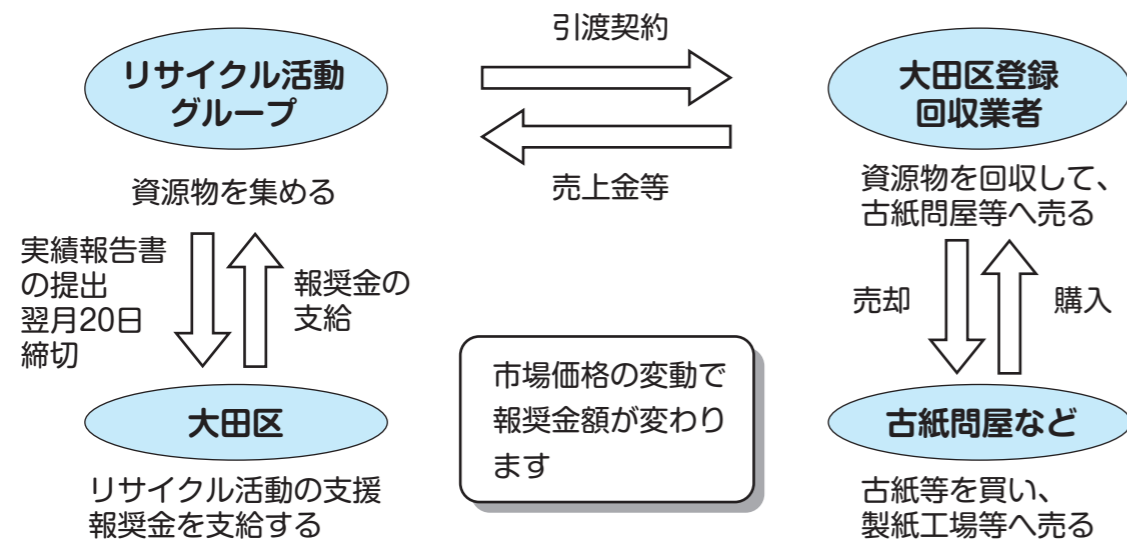 引渡契約
リサイクル活動
グループ
大田区登録
回収業者
売上金等
資源物を集める
資源物を回収して、
古紙問屋等へ売る
実績報告書
の提出
翌月20日
締切
報奨金の
支給
売却
購入
市場価格の変動で
報奨金額が変わり
ます
大田区
古紙問屋など
リサイクル活動の支援
報奨金を支給する
古紙等を買い、
製紙工場等へ売る